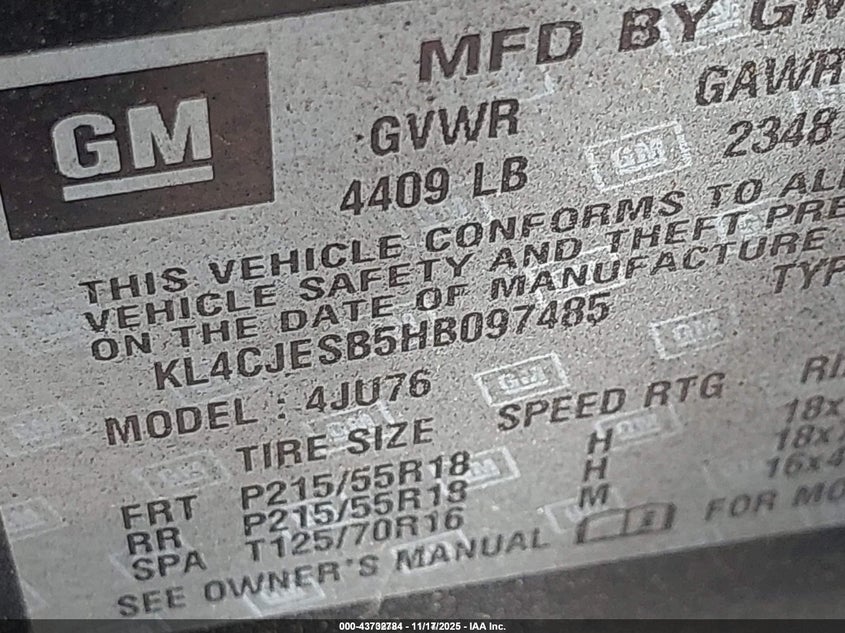 MFD BY GM
GM
GVWR GAWR
4409 LB GM 2348
THIS VEHICLE CONFORMS TO ALL
VEHICLE SAFETY AND THEFT PRE
ON THE DATE OF MANUFACTURE
KL4CJESB5HB097485 TYP
MODEL : 4JU76
TIRE SIZE SPEED RTG RI
FRT P215/55R18 H 18x
RR P215/55R18 H 18x
SPA T125/70R16 M 16x4
SEE OWNER'S MANUAL FOR MO
000-43732784 - 11/17/2025 - IAA Inc.